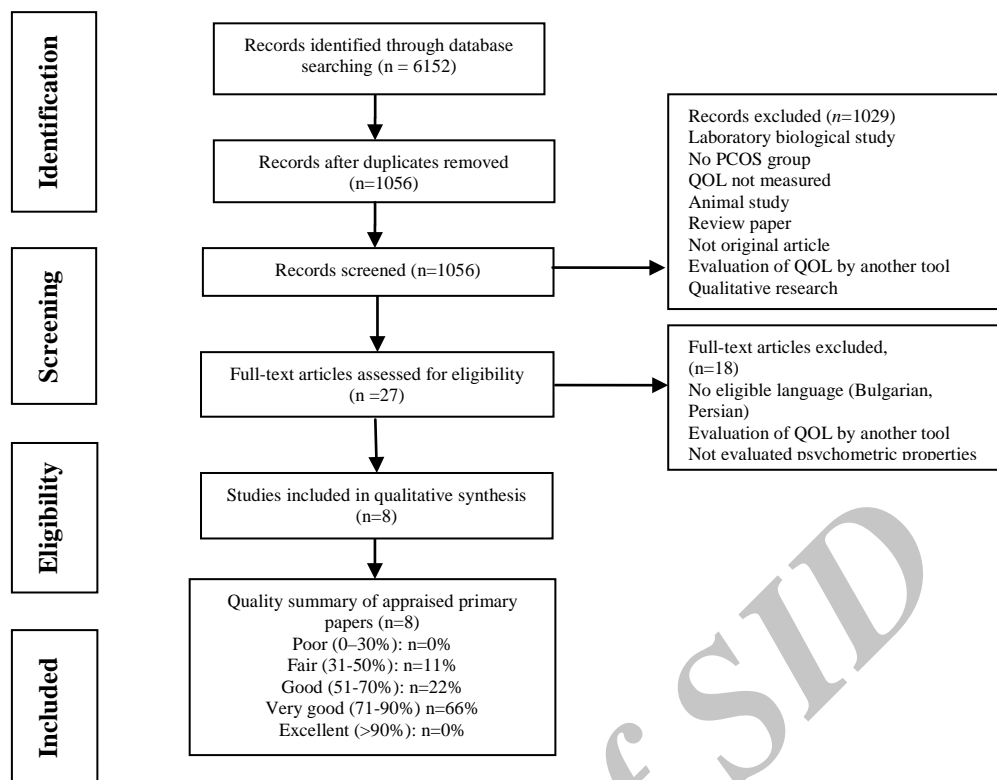 Identification
Records identified through database
searching (n = 6152)
Records after duplicates removed
(n=1056)
Records excluded (n=1029)
Laboratory biological study
No PCOS group
QOL not measured
Animal study
Review paper
Not original article
Evaluation of QOL by another tool
Qualitative research
Screening
Records screened (n=1056)
Full-text articles assessed for eligibility
(n =27)
Full-text articles excluded,
(n=18)
No eligible language (Bulgarian,
Persian)
Evaluation of QOL by another tool
Not evaluated psychometric properties
Eligibility
Studies included in qualitative synthesis
(n=8)
Included
Quality summary of appraised primary
papers (n=8)
Poor (0–30%): n=0%
Fair (31-50%): n=11%
Good (51-70%): n=22%
Very good (71-90%) n=66%
Excellent (>90%): n=0%
of SID